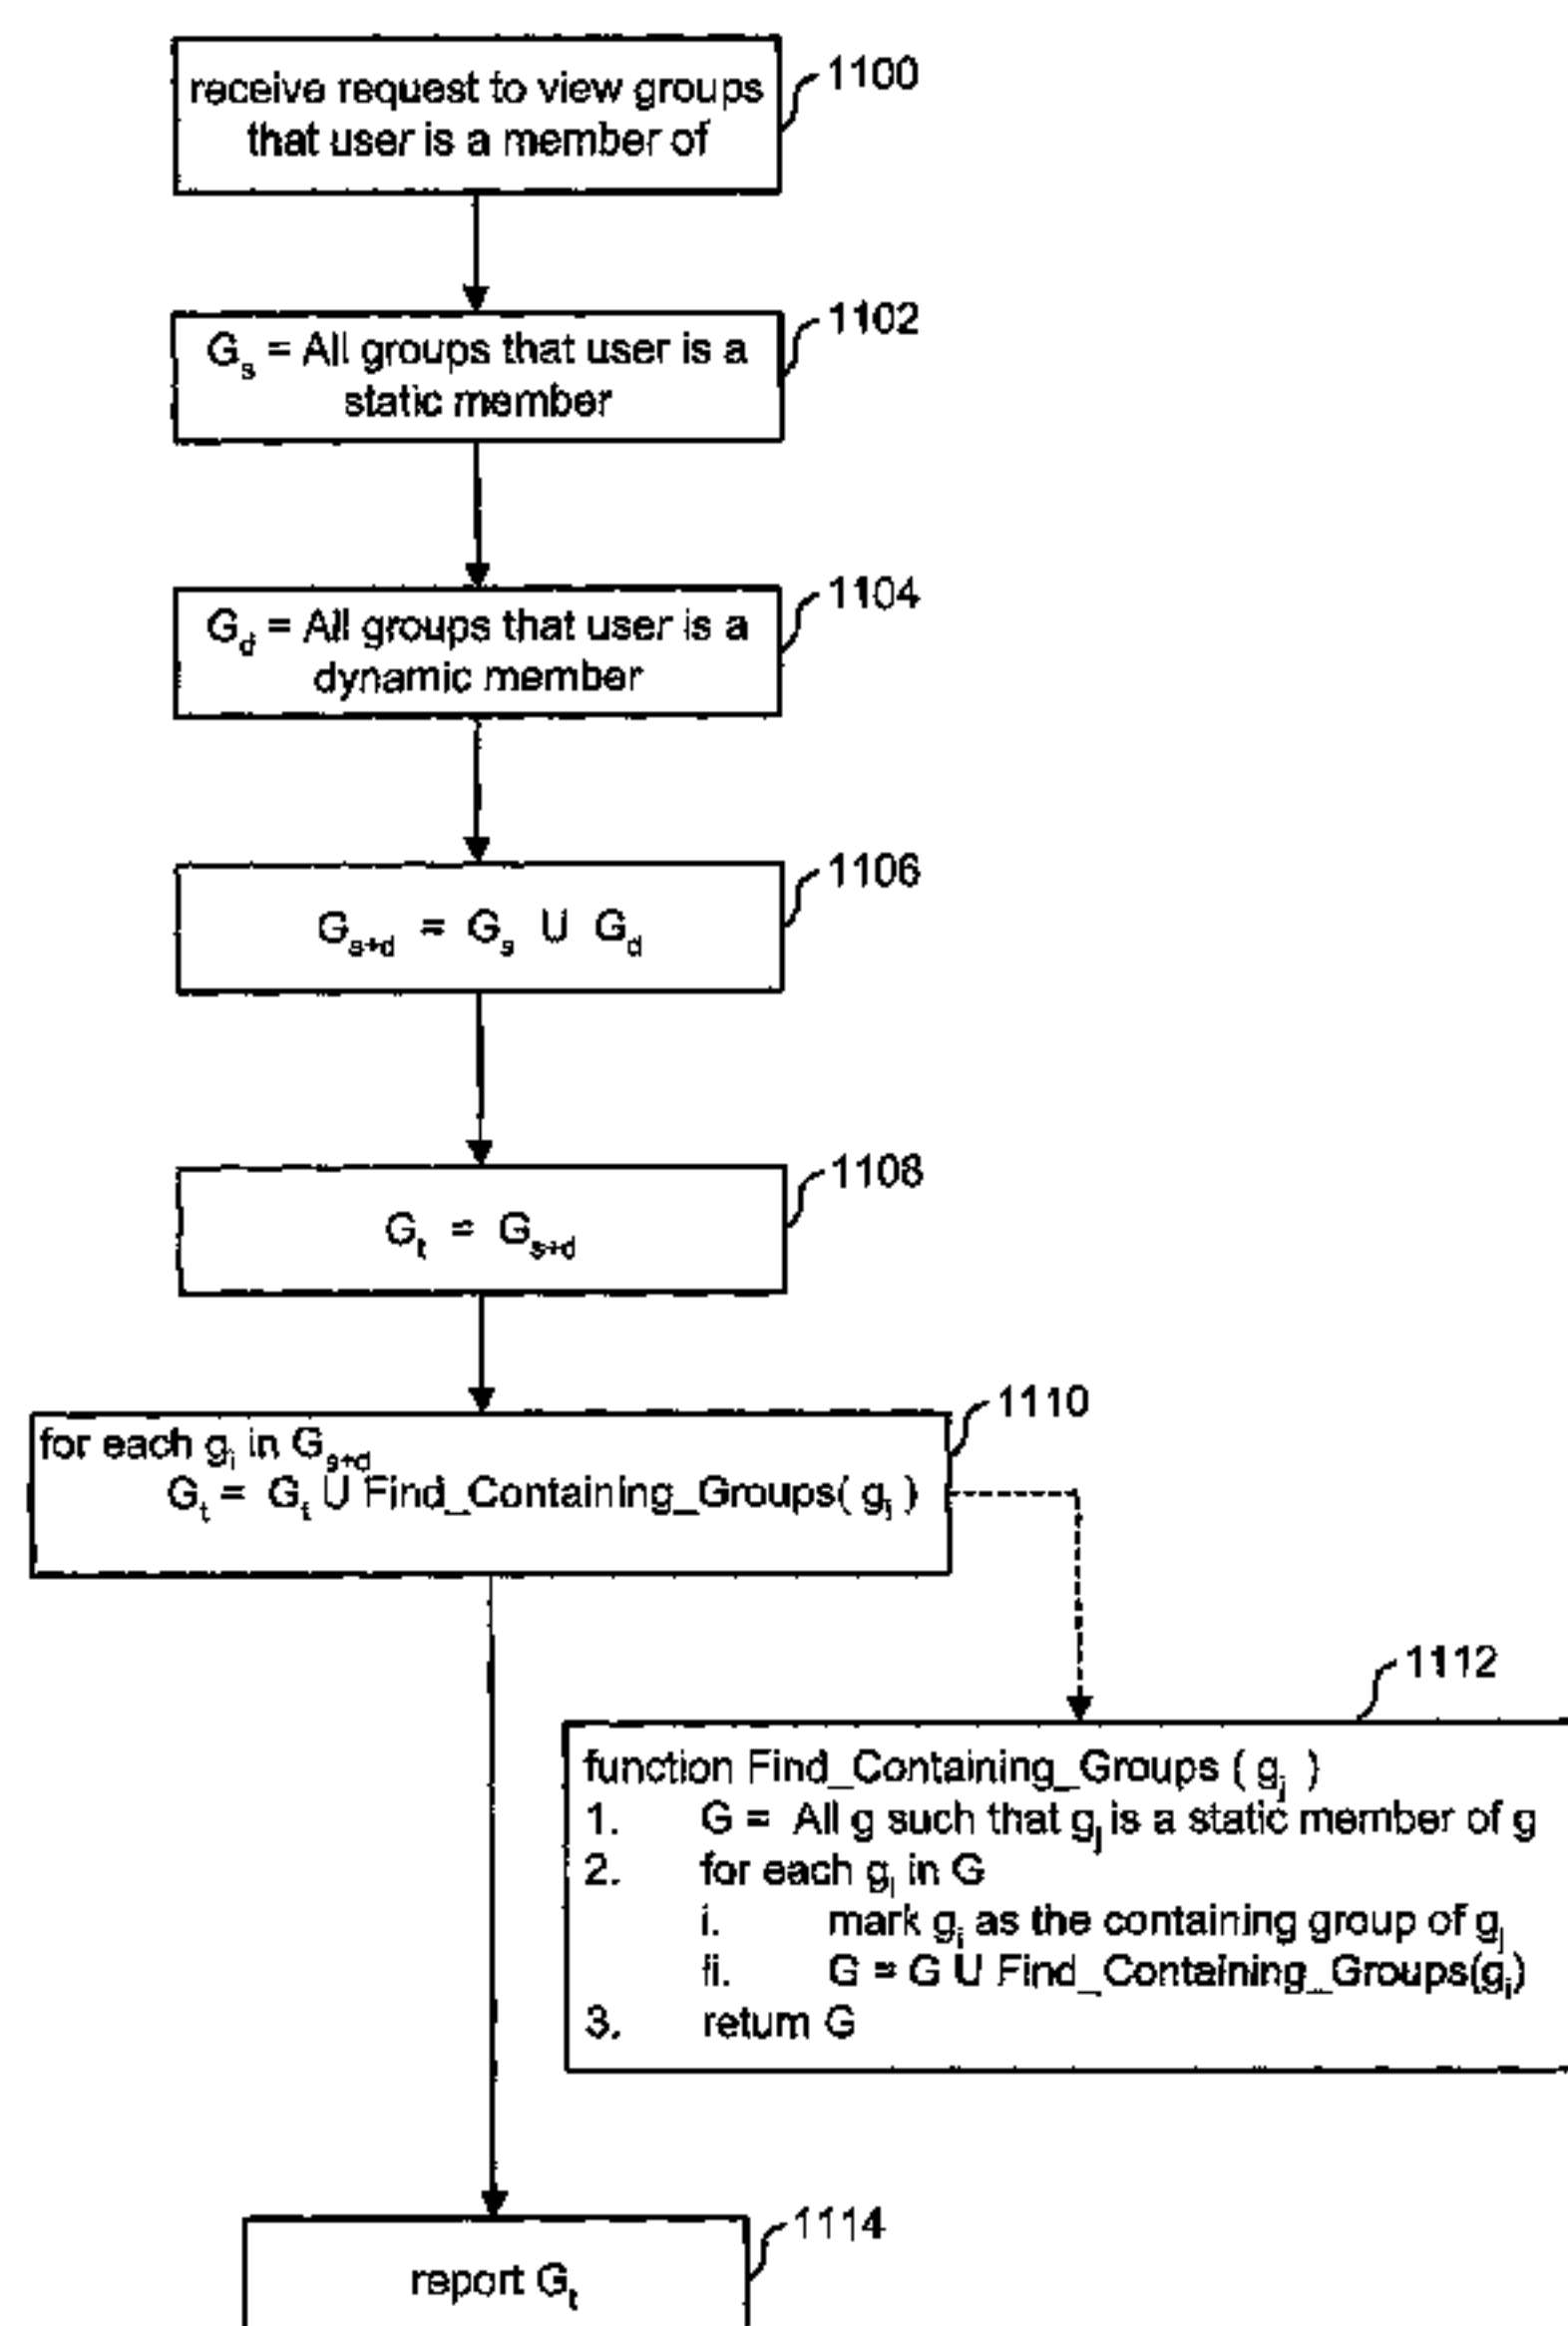 receive request to view groups
that user is a member of
1100
G_s = All groups that user is a
static member
1102
G_d = All groups that user is a
dynamic member
1104
G_s+d = G_s U G_d
1106
G_t = G_s+d
1108
for each g_i in G_s+d
G_t = G_t U Find_Containing_Groups( g_i )
1110
1112
function Find_Containing_Groups ( g_j )
1. G = All g such that g_j is a static member of g
2. for each g_i in G
i. mark g_i as the containing group of g_j
ii. G = G U Find_Containing_Groups(g_i)
3. return G
report G_t
1114